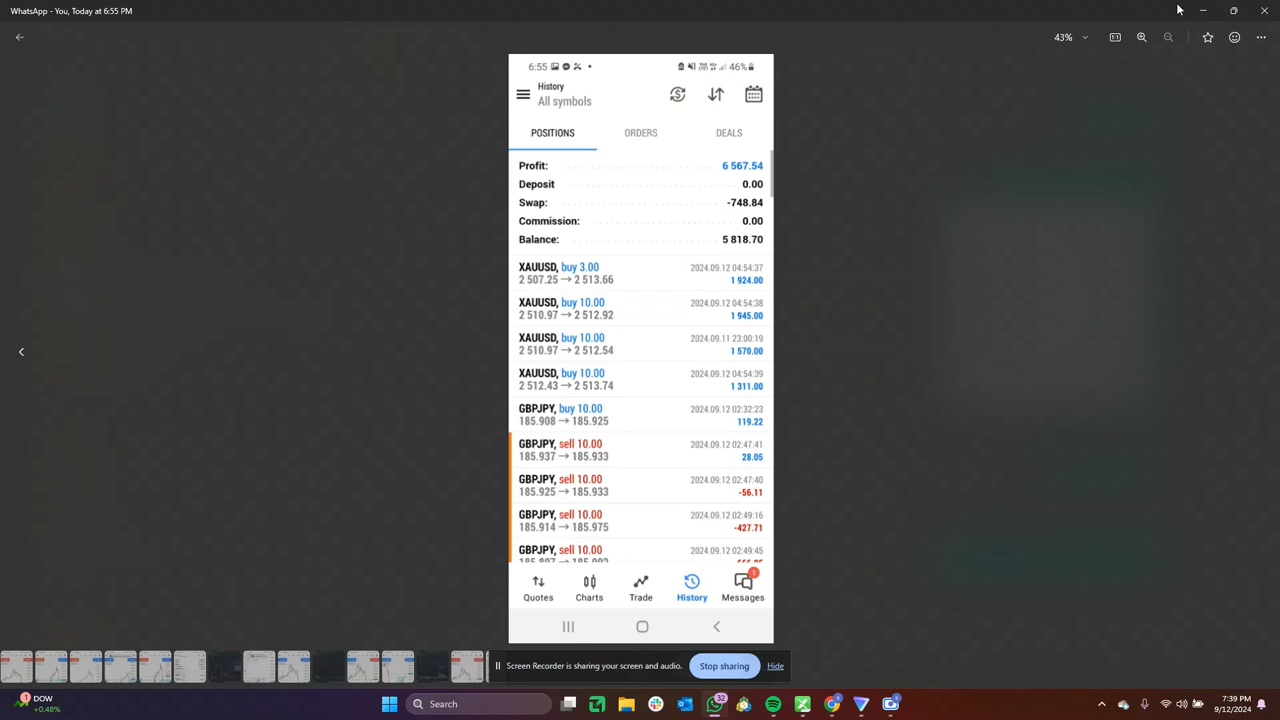 WhatsApp - You, Today at 6:55 PM
43%
6:55
46%
History
All symbols
POSITIONS ORDERS DEALS
Profit: 6 567.54
Deposit 0.00
Swap: -748.84
Commission: 0.00
Balance: 5 818.70
XAUUSD, buy 3.00 2024.09.12 04:54:37
2 507.25 → 2 513.66 1 924.00
XAUUSD, buy 10.00 2024.09.12 04:54:38
2 510.97 → 2 512.92 1 945.00
XAUUSD, buy 10.00 2024.09.11 23:00:19
2 510.97 → 2 512.54 1 570.00
XAUUSD, buy 10.00 2024.09.12 04:54:39
2 512.43 → 2 513.74 1 311.00
GBPJPY, buy 10.00 2024.09.12 02:32:23
185.908 → 185.925 119.22
GBPJPY, sell 10.00 2024.09.12 02:47:41
185.937 → 185.933 28.05
GBPJPY, sell 10.00 2024.09.12 02:47:40
185.925 → 185.933 -56.11
GBPJPY, sell 10.00 2024.09.12 02:49:16
185.914 → 185.975 -427.71
GBPJPY, sell 10.00 2024.09.12 02:49:45
1
Quotes Charts Trade History Messages
Screen Recorder is sharing your screen and audio. Stop sharing Hide
1 DOW
+0.48%
Search
32
7:39 PM
9/12/2024